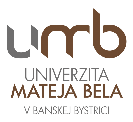 umb
UNIVERZITA
MATEJA BELA
V BANSKEJ BYSTRICI